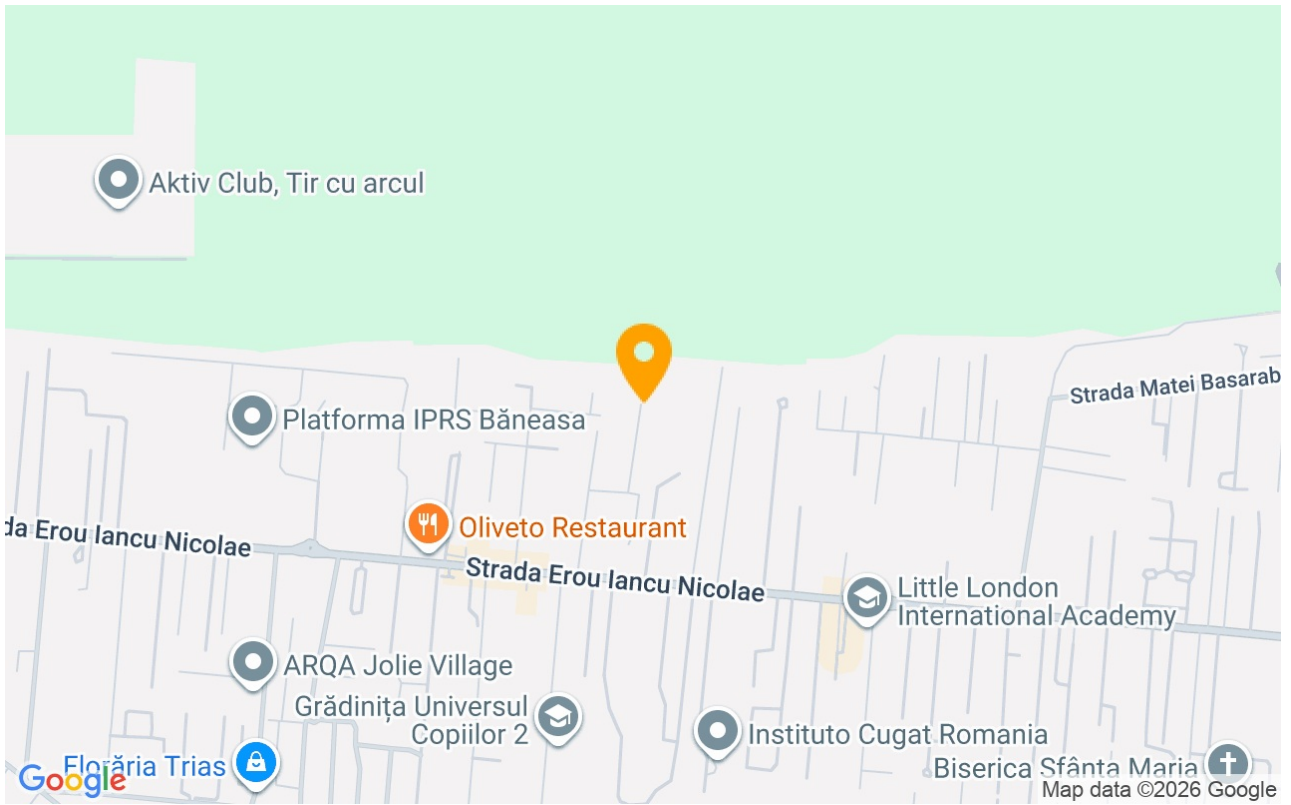 Aktiv Club, Tir cu arcul
Strada Matei Basarab
Platforma IPRS Băneasa
Oliveto Restaurant
da Erou Iancu Nicolae
Strada Erou Iancu Nicolae
Little London
International Academy
ARQA Jolie Village
Grădinița Universul
Copiilor 2
Instituto Cugat Romania
Florăria Trias
Biserica Sfânta Maria
Google
Map data ©2026 Google